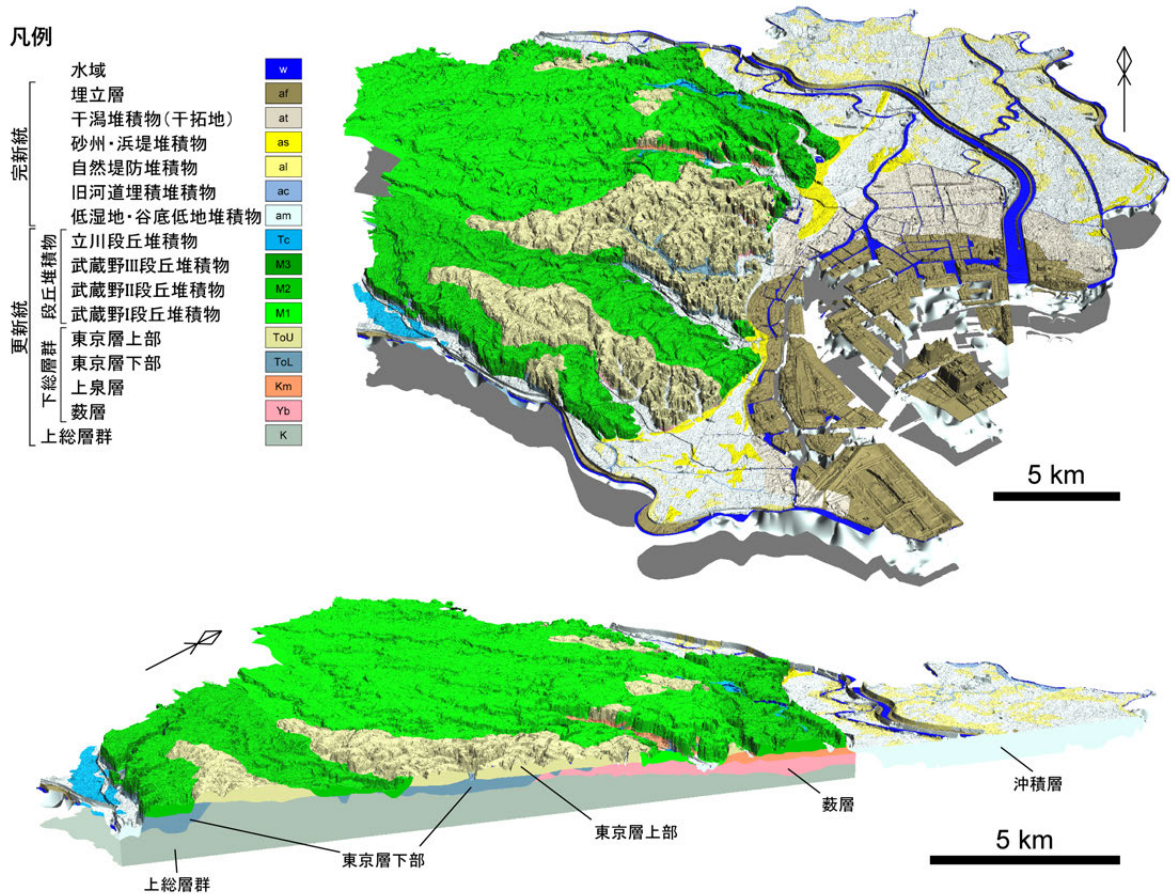 凡例
水域 w
埋立層 af
干潟堆積物(干拓地) at
砂州・浜堤堆積物 as
自然堤防堆積物 al
旧河道埋積堆積物 ac
低湿地・谷底低地堆積物 am
立川段丘堆積物 Tc
武蔵野III段丘堆積物 M3
武蔵野II段丘堆積物 M2
武蔵野I段丘堆積物 M1
東京層上部 ToU
東京層下部 ToL
上泉層 Km
藪層 Yb
上総層群 K
完新統
更新統
段丘堆積物
下総層群
5 km
沖積層
藪層
東京層上部
東京層下部
上総層群
5 km